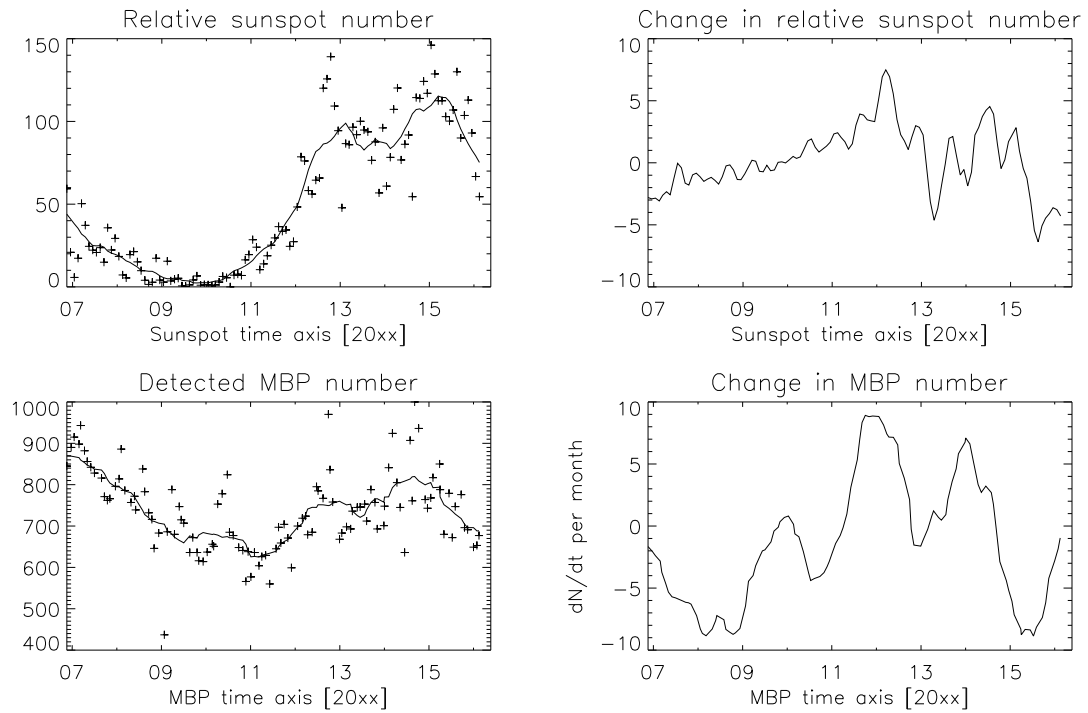 Relative sunspot number
150
100
50
0
07 09 11 13 15
Sunspot time axis [20xx]
Change in relative sunspot number
10
5
0
−5
−10
07 09 11 13 15
Sunspot time axis [20xx]
Detected MBP number
1000
900
800
700
600
500
400
07 09 11 13 15
MBP time axis [20xx]
Change in MBP number
dN/dt per month
10
5
0
−5
−10
07 09 11 13 15
MBP time axis [20xx]